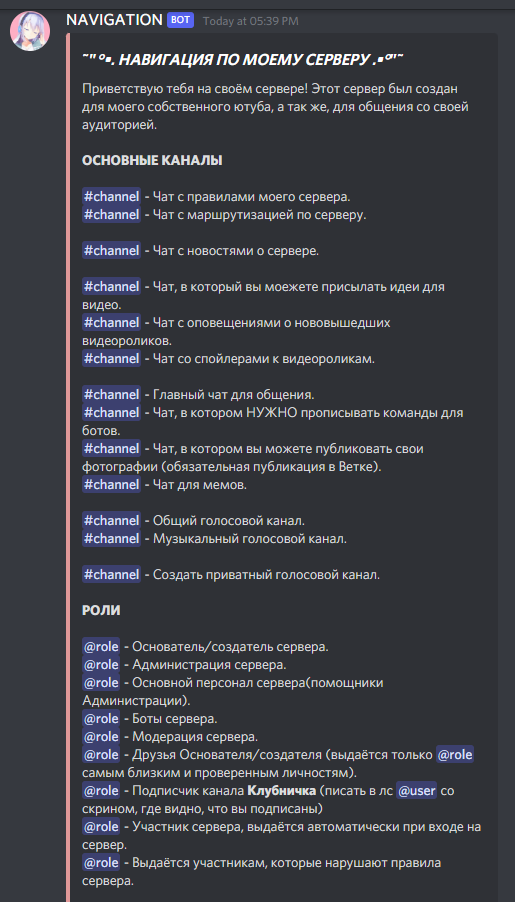 NAVIGATION BOT Today at 05:39 PM
˜"°•. НАВИГАЦИЯ ПО МОЕМУ СЕРВЕРУ .•°"˜
Приветствую тебя на своём сервере! Этот сервер был создан
для моего собственного ютуба, а так же, для общения со своей
аудиторией.
ОСНОВНЫЕ КАНАЛЫ
#channel - Чат с правилами моего сервера.
#channel - Чат с маршрутизацией по серверу.
#channel - Чат с новостями о сервере.
#channel - Чат, в который вы моежете присылать идеи для
видео.
#channel - Чат с оповещениями о нововышедших
видеороликов.
#channel - Чат со спойлерами к видеороликам.
#channel - Главный чат для общения.
#channel - Чат, в котором НУЖНО прописывать команды для
ботов.
#channel - Чат, в котором вы можете публиковать свои
фотографии (обязательная публикация в Ветке).
#channel - Чат для мемов.
#channel - Общий голосовой канал.
#channel - Музыкальный голосовой канал.
#channel - Создать приватный голосовой канал.
РОЛИ
@role - Основатель/создатель сервера.
@role - Администрация сервера.
@role - Основной персонал сервера(помощники
Администрации).
@role - Боты сервера.
@role - Модерация сервера.
@role - Друзья Основателя/создателя (выдаётся только @role
самым близким и проверенным личностям).
@role - Подписчик канала Клубничка (писать в лс @user со
скрином, где видно, что вы подписаны)
@role - Участник сервера, выдаётся автоматически при входе на
сервер.
@role - Выдаётся участникам, которые нарушают правила
сервера.